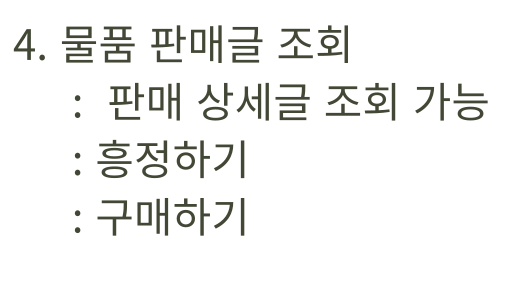 4. 물품 판매글 조회
: 판매 상세글 조회 가능
: 흥정하기
: 구매하기